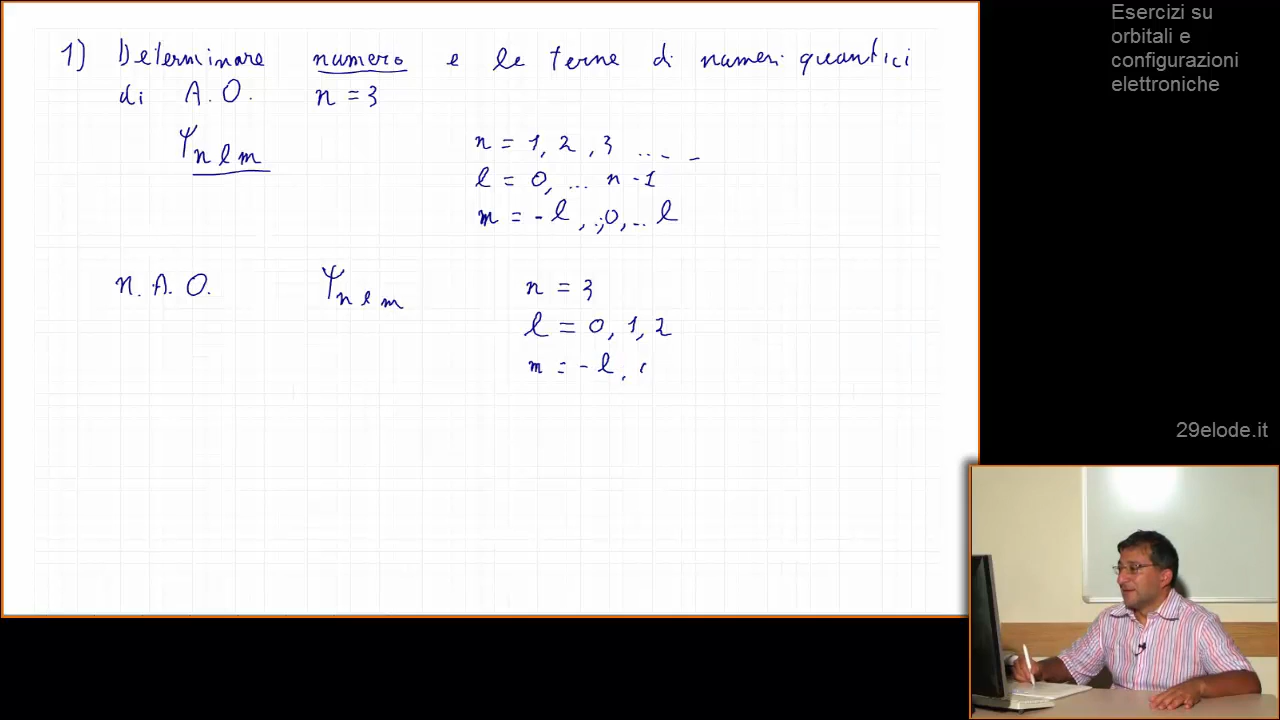 1) Determinare numero e le terne di numeri quantici
di A.O. n = 3
Ψnlm
n = 1, 2, 3 ... -
l = 0, ... n - 1
m = - l, .., 0, .. l
n. A. O. Ψnlm
n = 3
l = 0, 1, 2
m = - l, (
Esercizi su
orbitali e
configurazioni
elettroniche
29elode.it